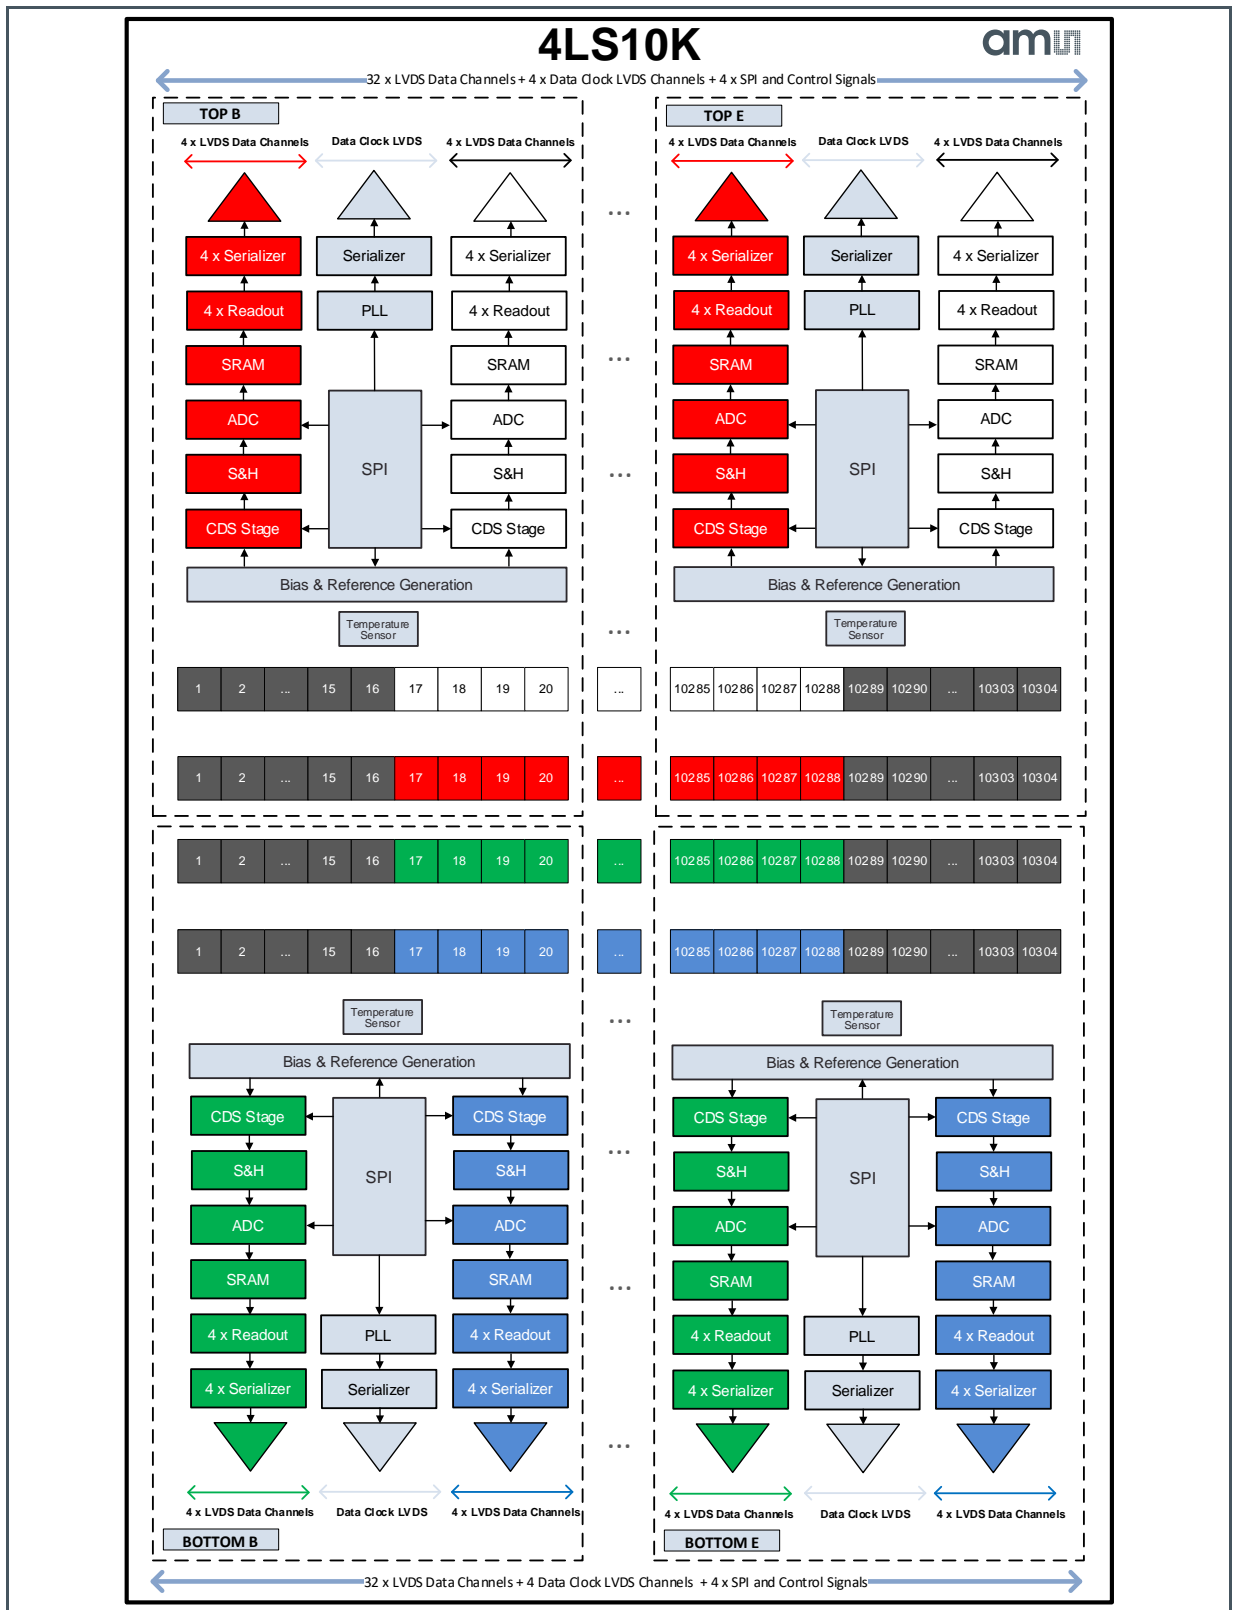 4LS10K
amu
32 x LVDS Data Channels + 4 x Data Clock LVDS Channels + 4 x SPI and Control Signals
TOP B
TOP E
4 x LVDS Data Channels
Data Clock LVDS
4 x LVDS Data Channels
4 x LVDS Data Channels
Data Clock LVDS
4 x LVDS Data Channels
...
4 x Serializer
Serializer
4 x Serializer
4 x Serializer
Serializer
4 x Serializer
4 x Readout
PLL
4 x Readout
4 x Readout
PLL
4 x Readout
SRAM
SRAM
...
SRAM
SRAM
ADC
ADC
ADC
ADC
S&H
SPI
S&H
...
S&H
SPI
S&H
CDS Stage
CDS Stage
CDS Stage
CDS Stage
Bias & Reference Generation
Bias & Reference Generation
Temperature
Sensor
...
Temperature
Sensor
1 2 ... 15 16 17 18 19 20 ... 10285 10286 10287 10288 10289 10290 ... 10303 10304
1 2 ... 15 16 17 18 19 20 ... 10285 10286 10287 10288 10289 10290 ... 10303 10304
1 2 ... 15 16 17 18 19 20 ... 10285 10286 10287 10288 10289 10290 ... 10303 10304
1 2 ... 15 16 17 18 19 20 ... 10285 10286 10287 10288 10289 10290 ... 10303 10304
Temperature
Sensor
...
Temperature
Sensor
Bias & Reference Generation
Bias & Reference Generation
CDS Stage
CDS Stage
CDS Stage
CDS Stage
S&H
SPI
S&H
...
S&H
SPI
S&H
ADC
ADC
ADC
ADC
SRAM
SRAM
...
SRAM
SRAM
4 x Readout
PLL
4 x Readout
4 x Readout
PLL
4 x Readout
4 x Serializer
Serializer
4 x Serializer
4 x Serializer
Serializer
4 x Serializer
...
4 x LVDS Data Channels
Data Clock LVDS
4 x LVDS Data Channels
4 x LVDS Data Channels
Data Clock LVDS
4 x LVDS Data Channels
BOTTOM B
BOTTOM E
32 x LVDS Data Channels + 4 Data Clock LVDS Channels + 4 x SPI and Control Signals